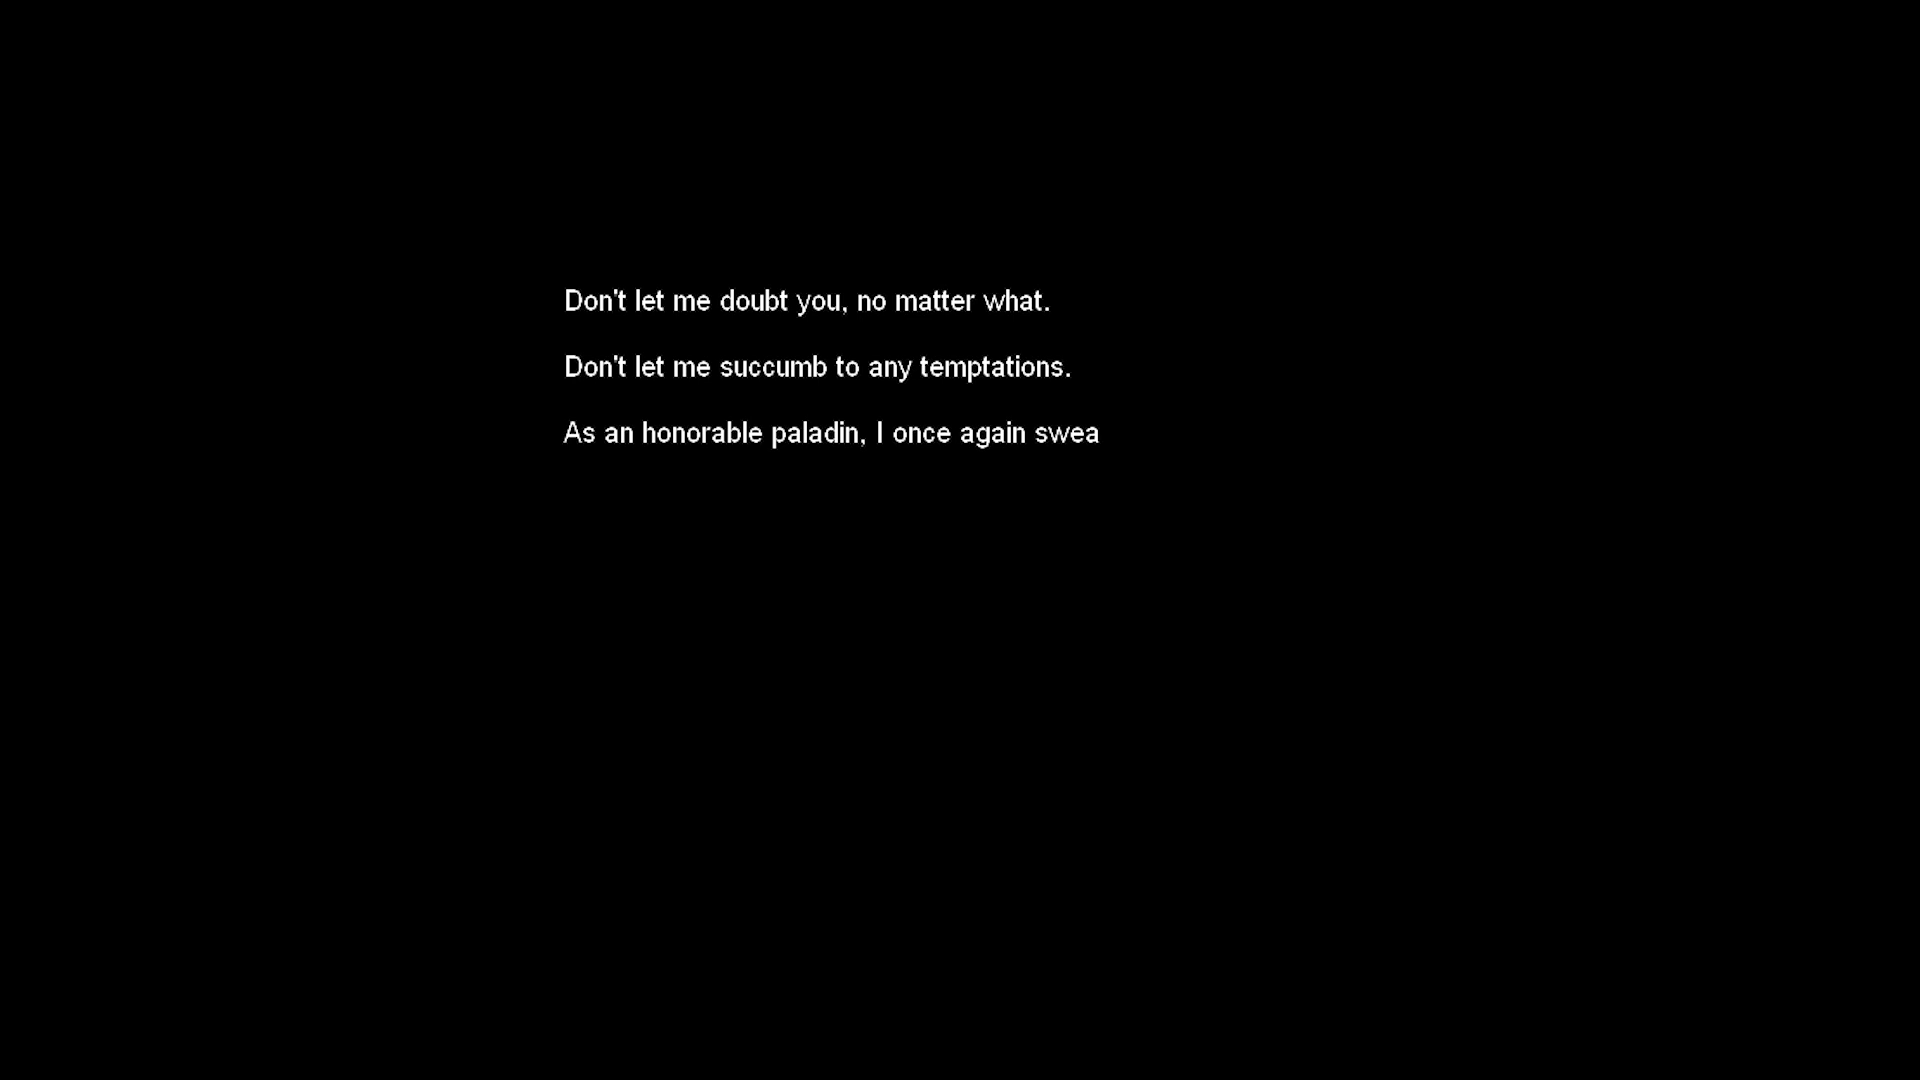 Don't let me doubt you, no matter what.
Don't let me succumb to any temptations.
As an honorable paladin, I once again swea